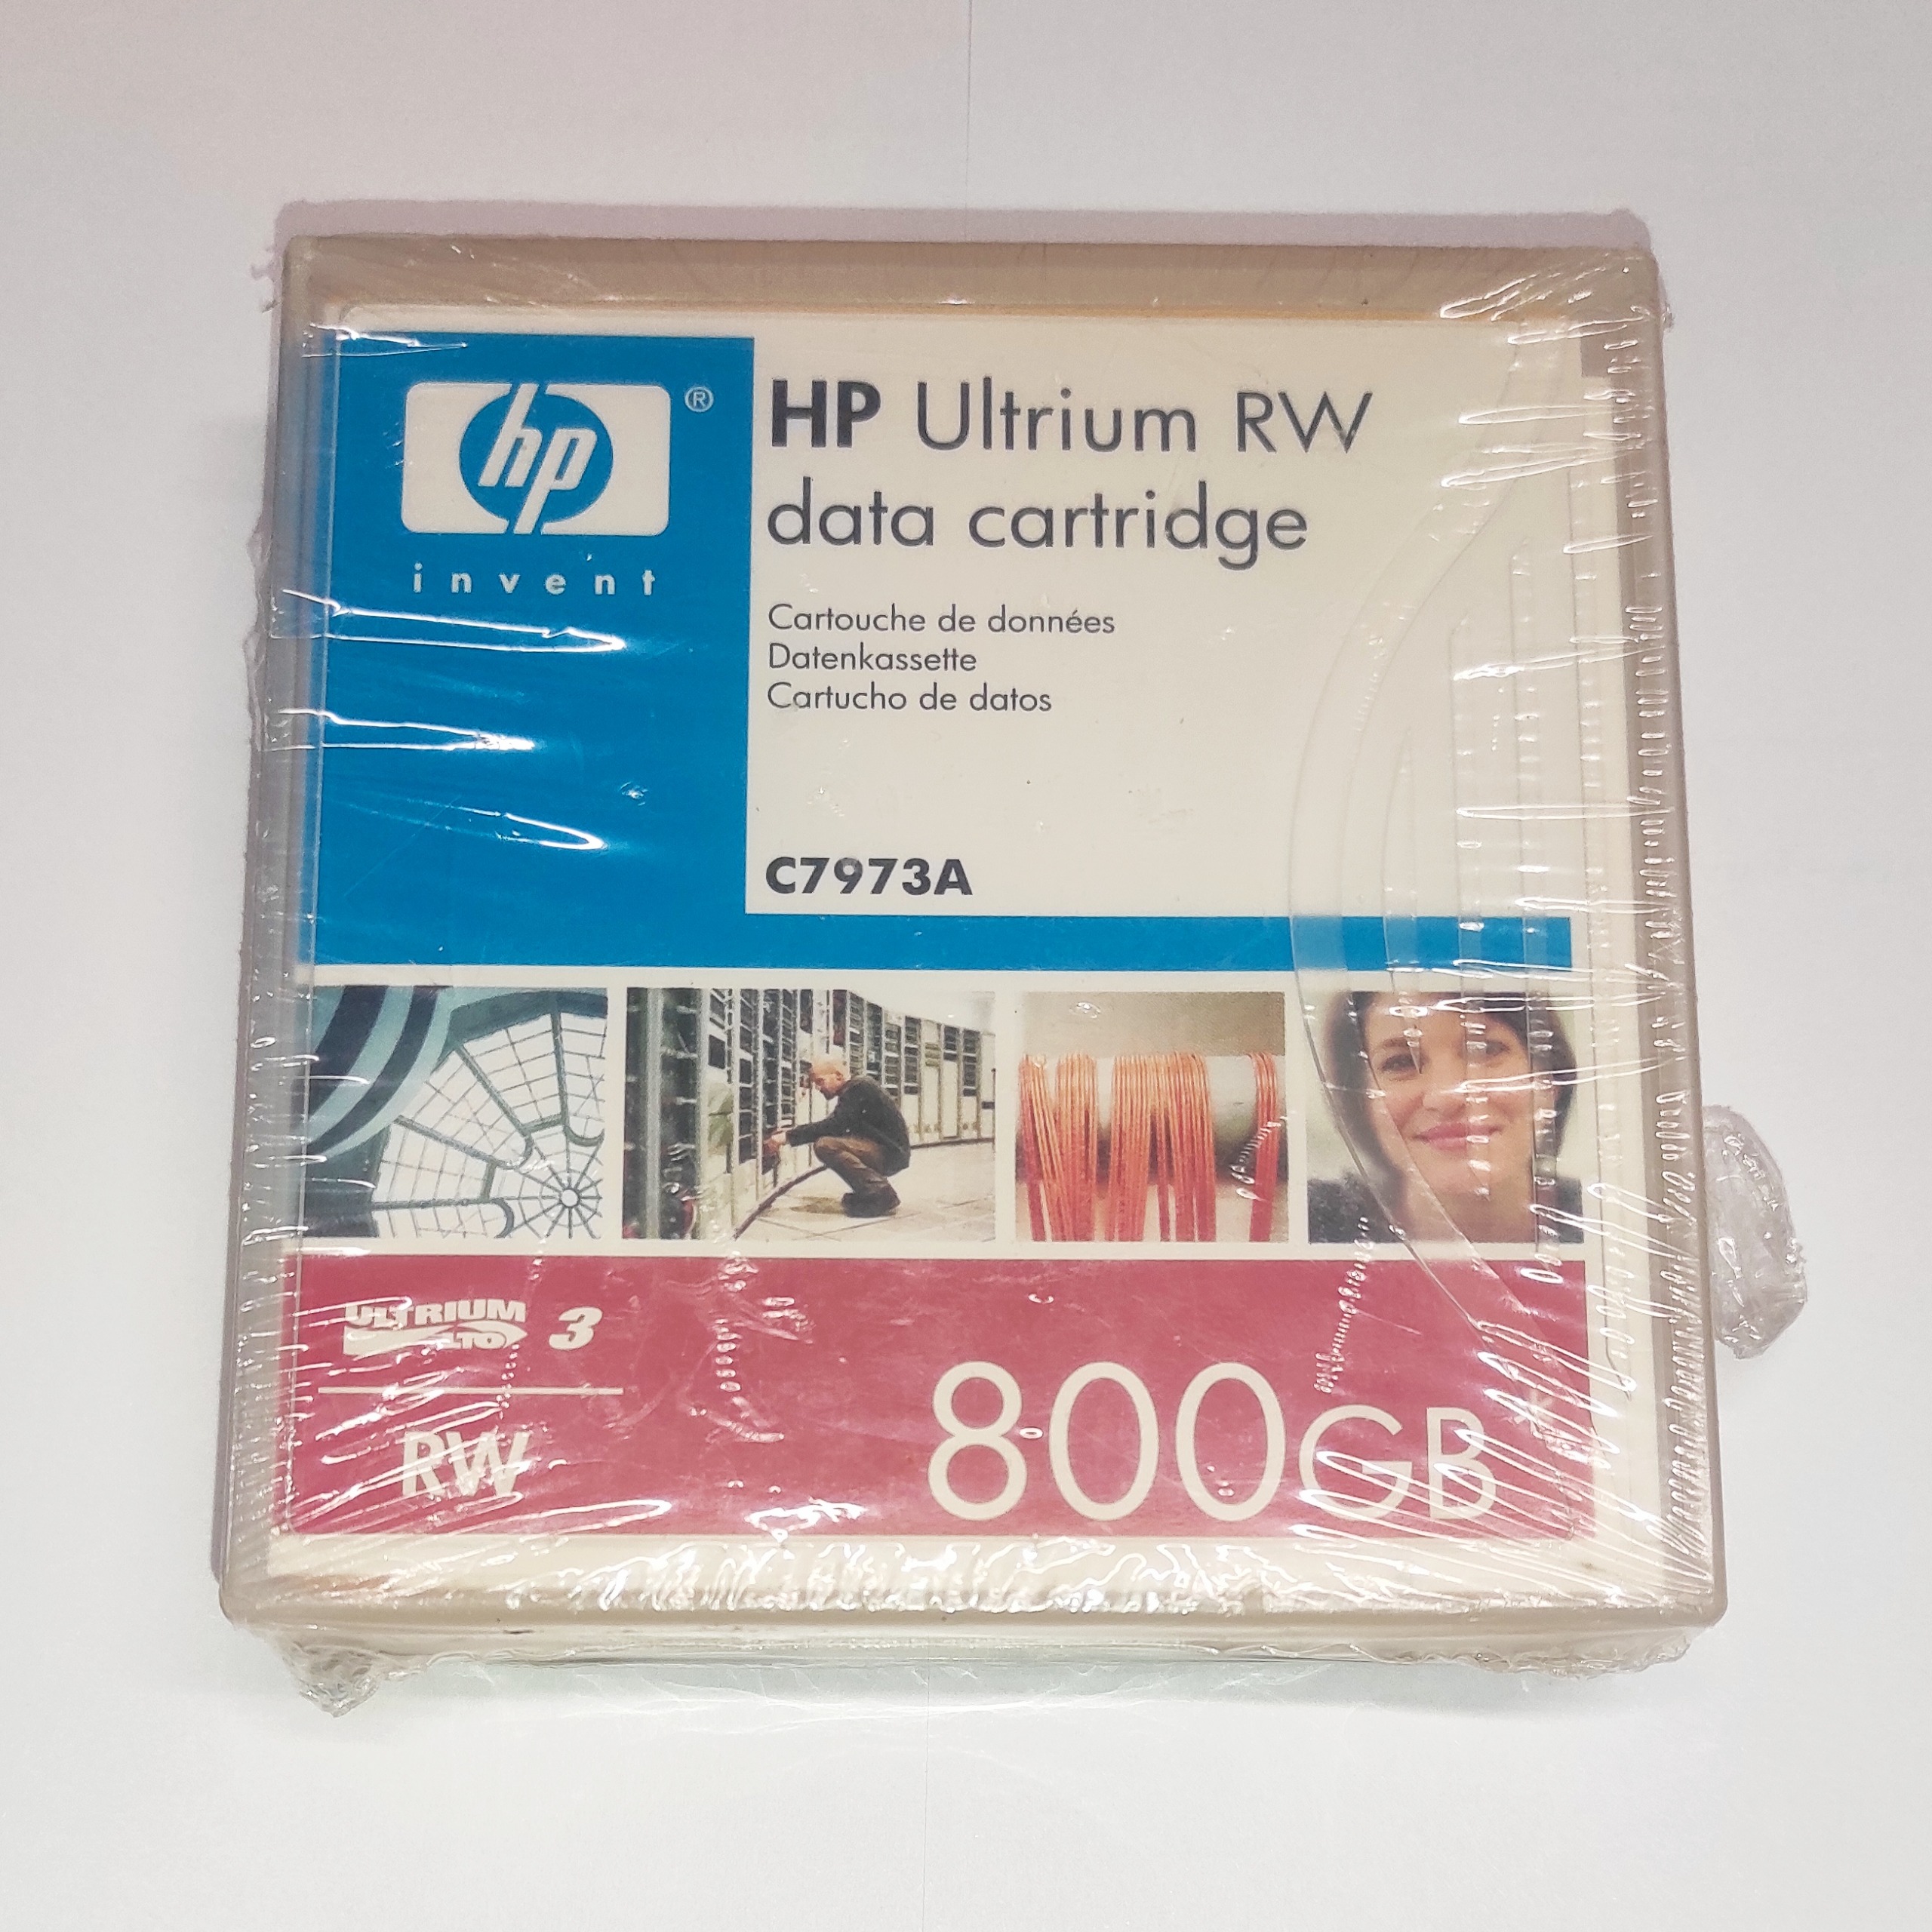 hp®
invent
HP Ultrium RW
data cartridge
Cartouche de données
Datenkassette
Cartucho de datos
C7973A
ULTRIUM
LTO 3
RW
800GB